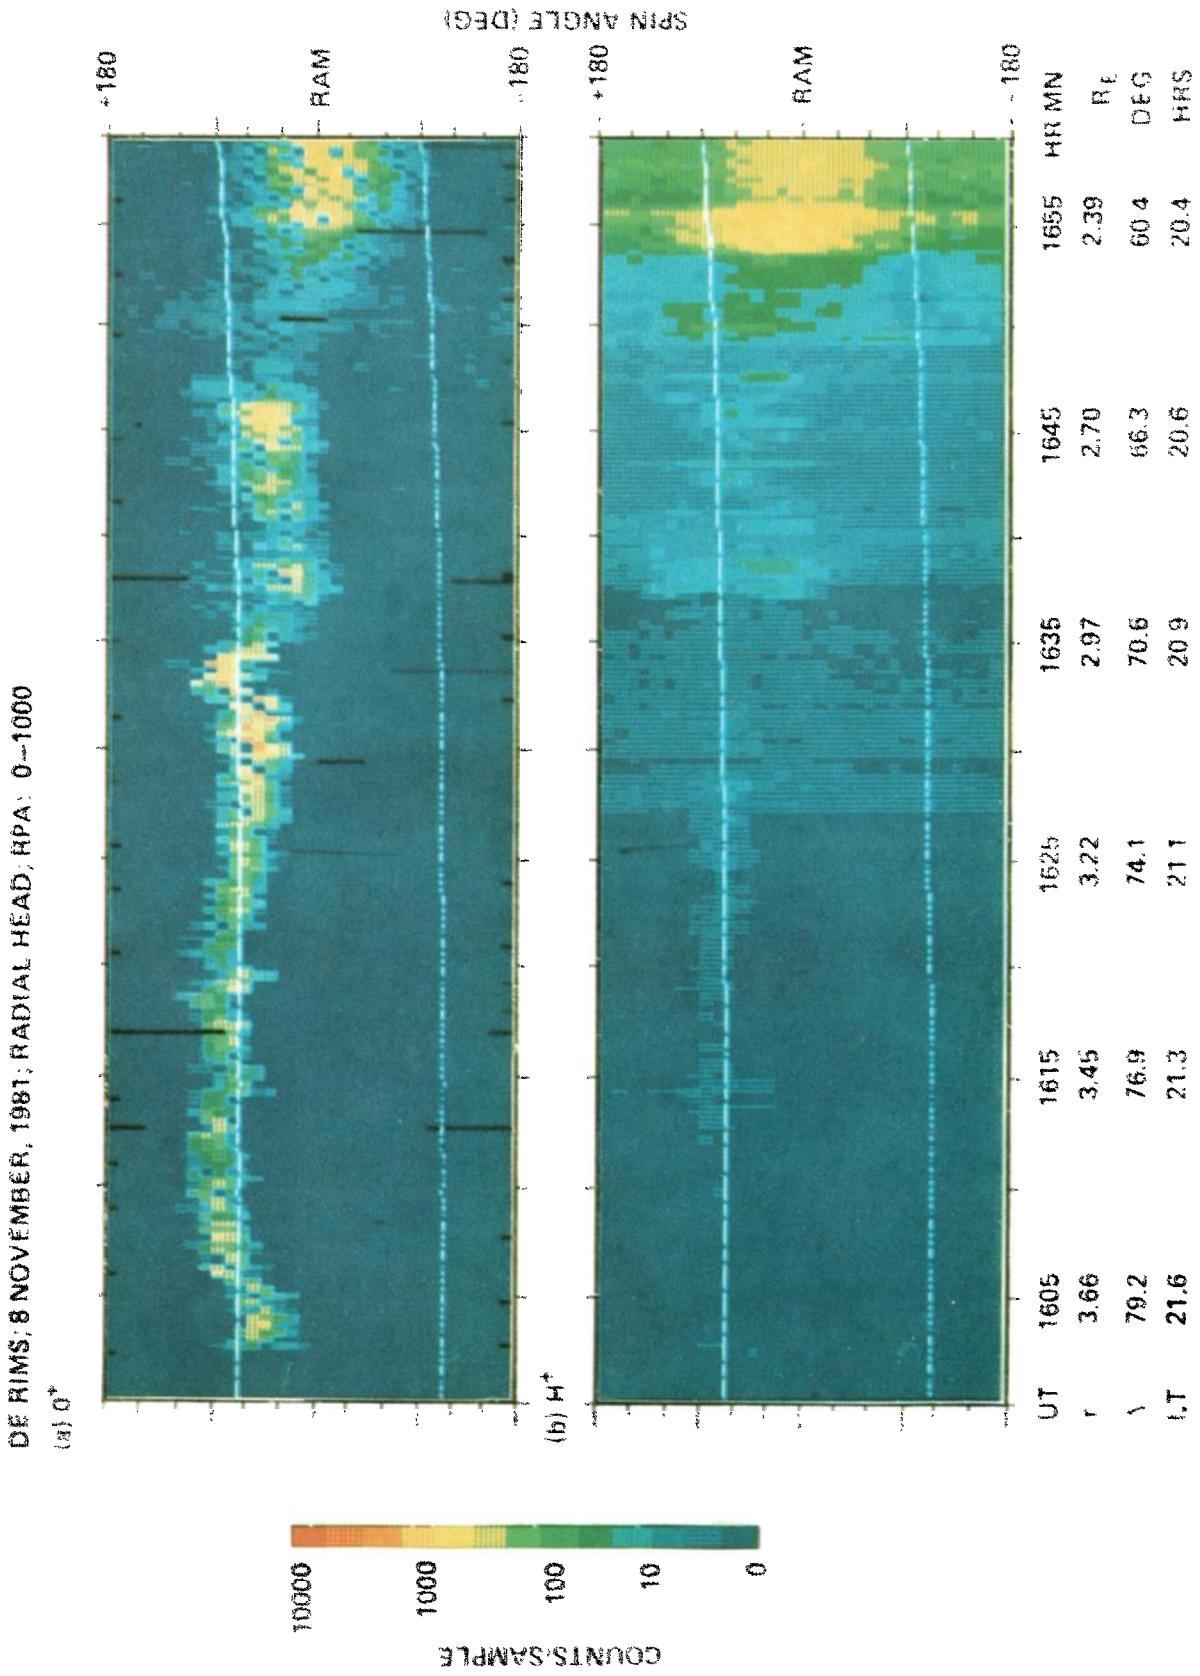 DE RIMS; 8 NOVEMBER, 1981; RADIAL HEAD; RPA: 0-1000
(a) O+
+180
RAM
-180
SPIN ANGLE (DEG)
(b) H+
+180
RAM
-180
UT 1605 1615 1625 1635 1645 1655 HR MN
r 3.66 3.45 3.22 2.97 2.70 2.39 RE
λ 79.2 76.9 74.1 70.6 66.3 60.4 DEG
LT 21.6 21.3 21.1 20.9 20.6 20.4 HRS
10000
1000
100
10
0
COUNTS/SAMPLE